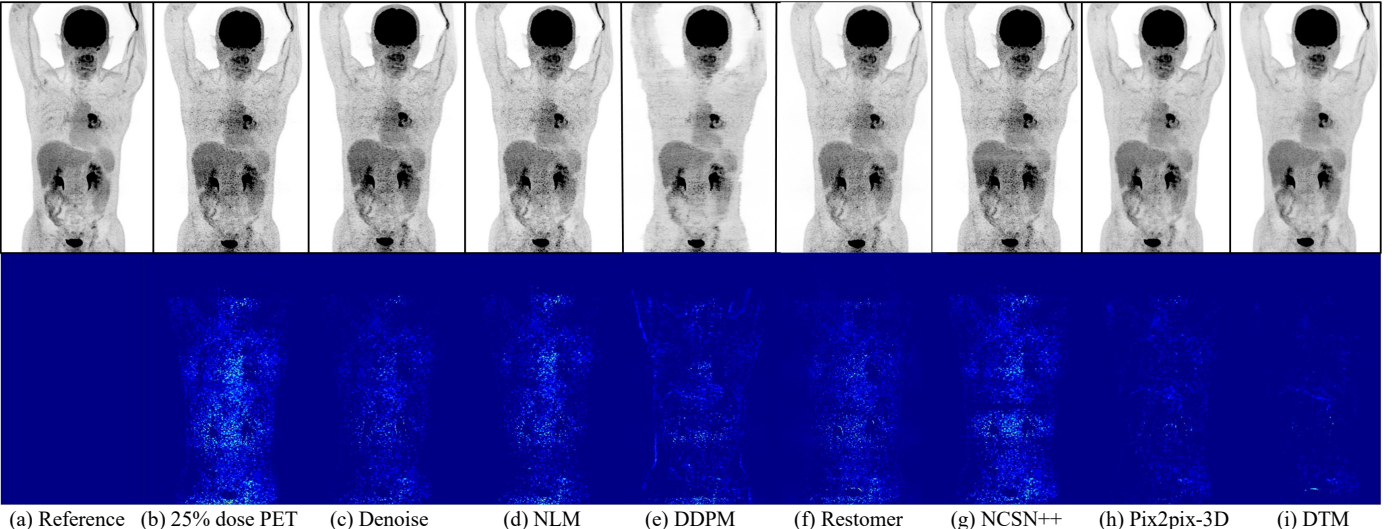 (a) Reference (b) 25% dose PET (c) Denoise (d) NLM (e) DDPM (f) Restomer (g) NCSN++ (h) Pix2pix-3D (i) DTM